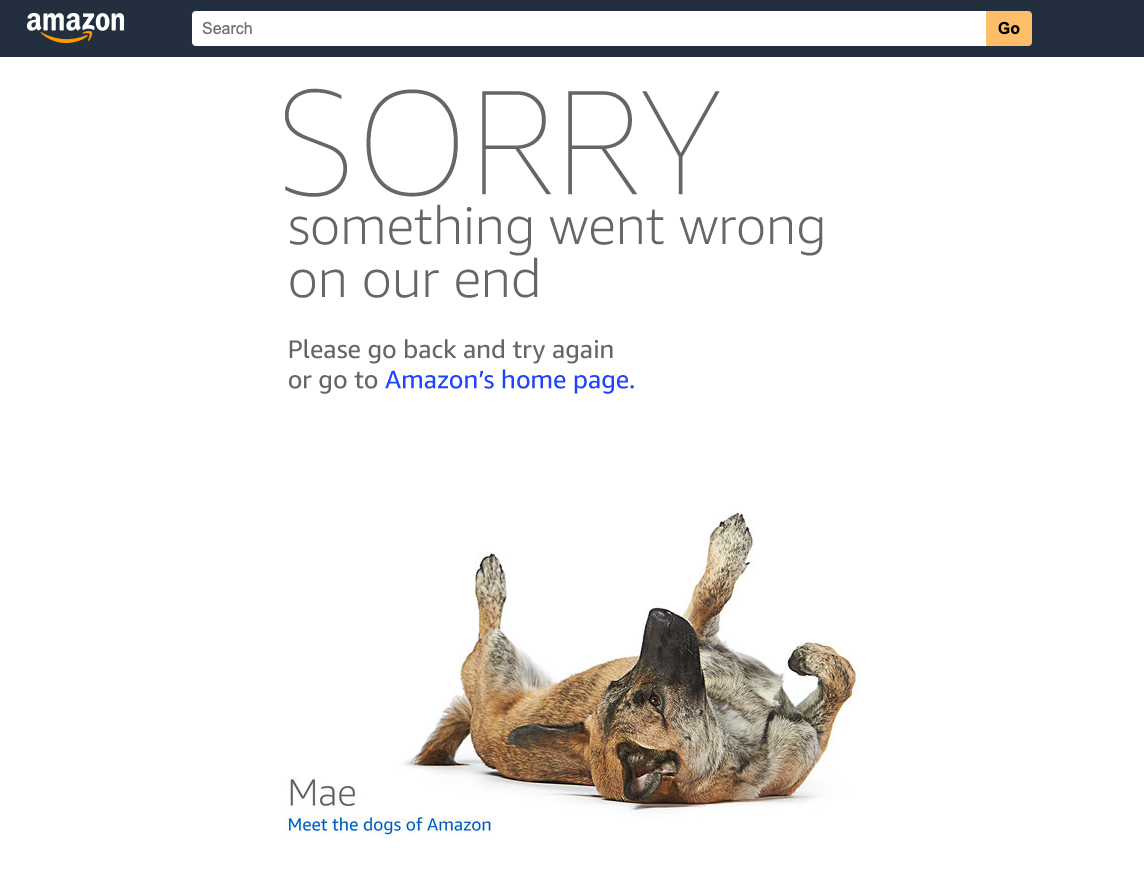 amazon
Search
Go
SORRY
something went wrong
on our end
Please go back and try again
or go to Amazon’s home page.
Mae
Meet the dogs of Amazon